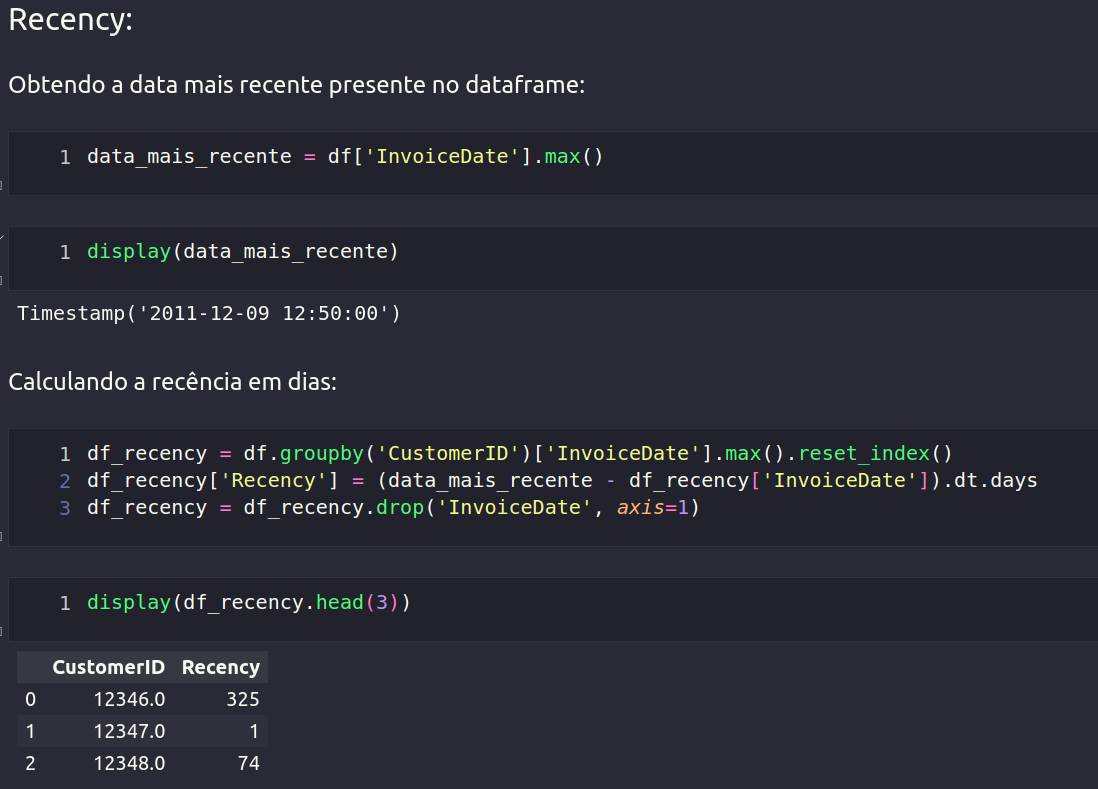 Recency:
Obtendo a data mais recente presente no dataframe:
1 data_mais_recente = df['InvoiceDate'].max()
1 display(data_mais_recente)
Timestamp('2011-12-09 12:50:00')
Calculando a recência em dias:
1 df_recency = df.groupby('CustomerID')['InvoiceDate'].max().reset_index()
2 df_recency['Recency'] = (data_mais_recente - df_recency['InvoiceDate']).dt.days
3 df_recency = df_recency.drop('InvoiceDate', axis=1)
1 display(df_recency.head(3))
CustomerID Recency
0 12346.0 325
1 12347.0 1
2 12348.0 74